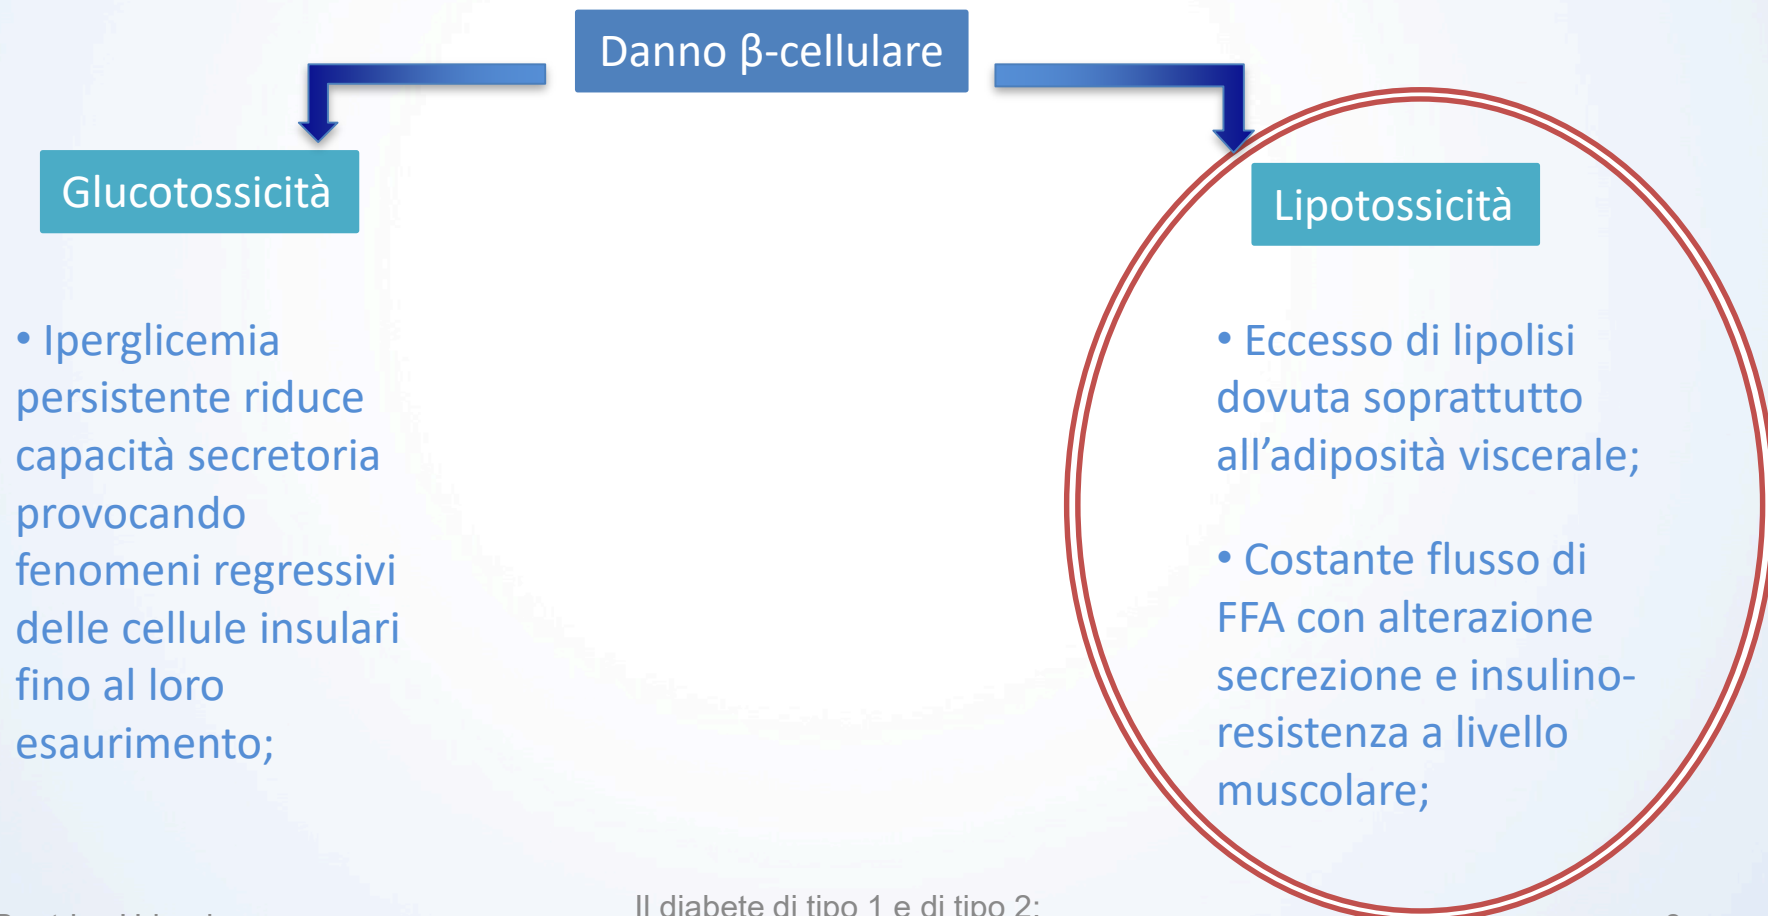 Danno β-cellulare
Glucotossicità
• Iperglicemia
persistente riduce
capacità secretoria
provocando
fenomeni regressivi
delle cellule insulari
fino al loro
esaurimento;
Lipotossicità
• Eccesso di lipolisi
dovuta soprattutto
all’adiposità viscerale;
• Costante flusso di
FFA con alterazione
secrezione e insulino-
resistenza a livello
muscolare;
Il diabete di tipo 1 e di tipo 2: